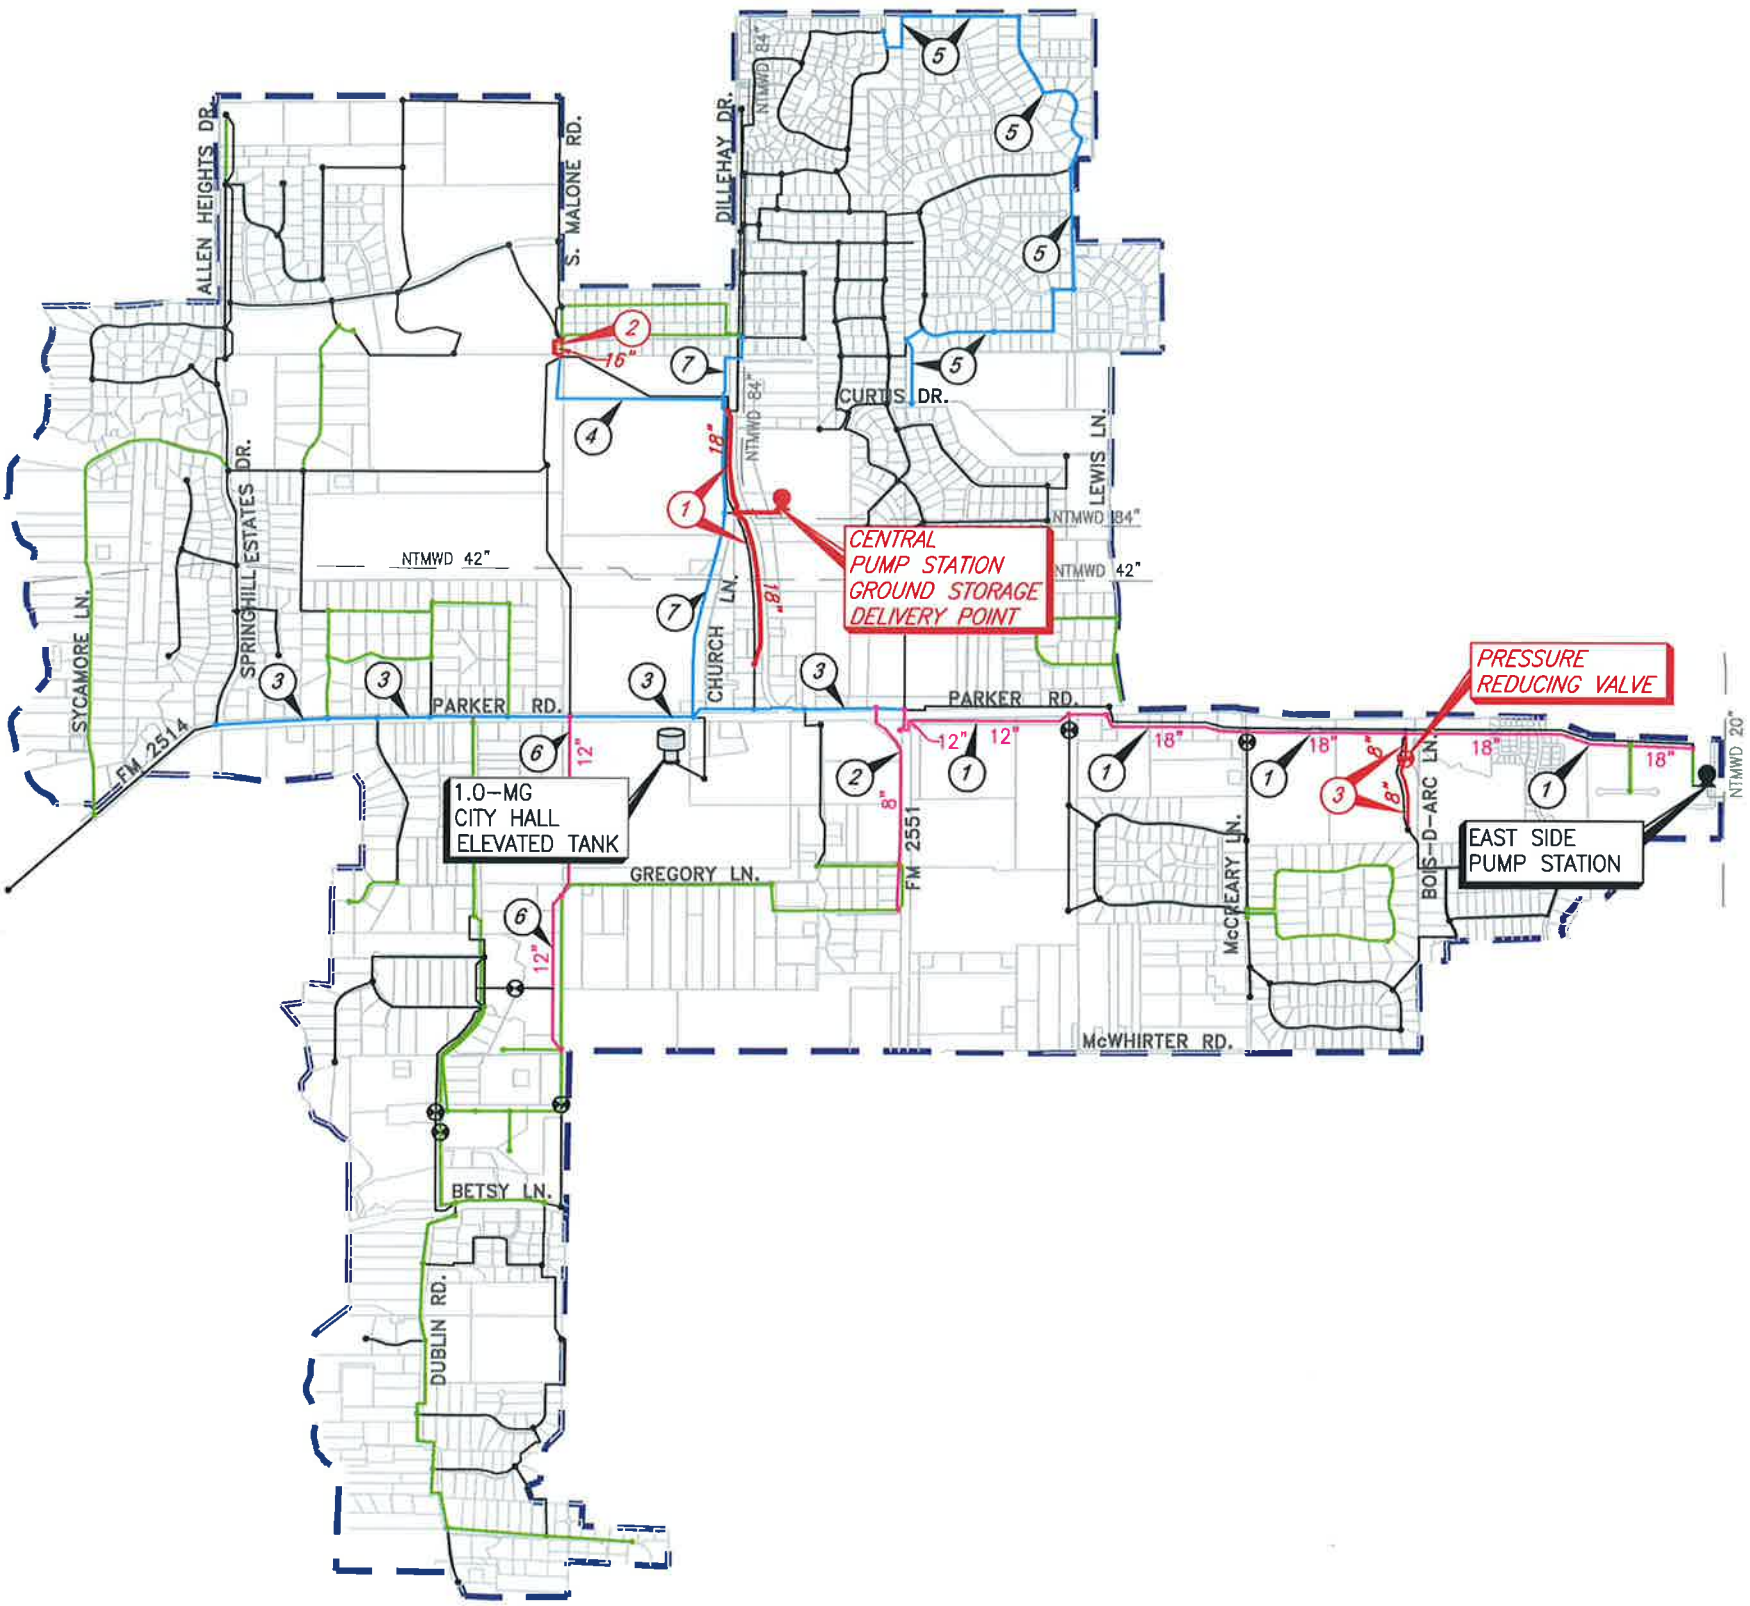 NTMWD 84"
5
ALLEN HEIGHTS DR.
S. MALONE RD.
DILLEHAY DR.
5
5
2
16"
7
5
NTMWD 84"
CURTIS DR.
4
18"
LEWIS LN.
SPRINGHILL ESTATES DR.
1
NTMWD 84"
CENTRAL
PUMP STATION
GROUND STORAGE
DELIVERY POINT
NTMWD 42"
NTMWD 42"
SYCAMORE LN.
7
CHURCH LN.
18"
3
3
3
3
PARKER RD.
PARKER RD.
PRESSURE
REDUCING VALVE
FM 2514
6
12"
12"
12"
18"
18"
8"
18"
18"
NTMWD 20"
2
1
1
1
1
8"
3
8"
1.0-MG
CITY HALL
ELEVATED TANK
FM 2551
McCREARY LN.
BOIS-D-ARC LN.
EAST SIDE
PUMP STATION
GREGORY LN.
6
12"
McWHIRTER RD.
BETSY LN.
DUBLIN RD.